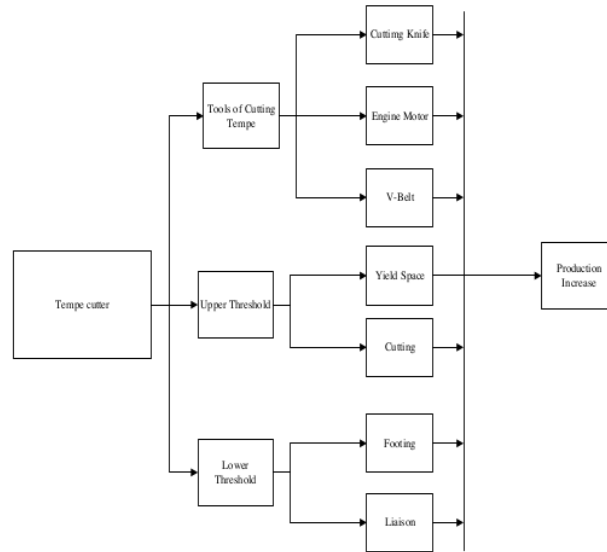 Cuttimg Knife
Tools of Cutting
Tempe
Engine Motor
V-Belt
Tempe cutter
Upper Threshold
Yield Space
Production
Increase
Cutting
Lower
Threshold
Footing
Liaison